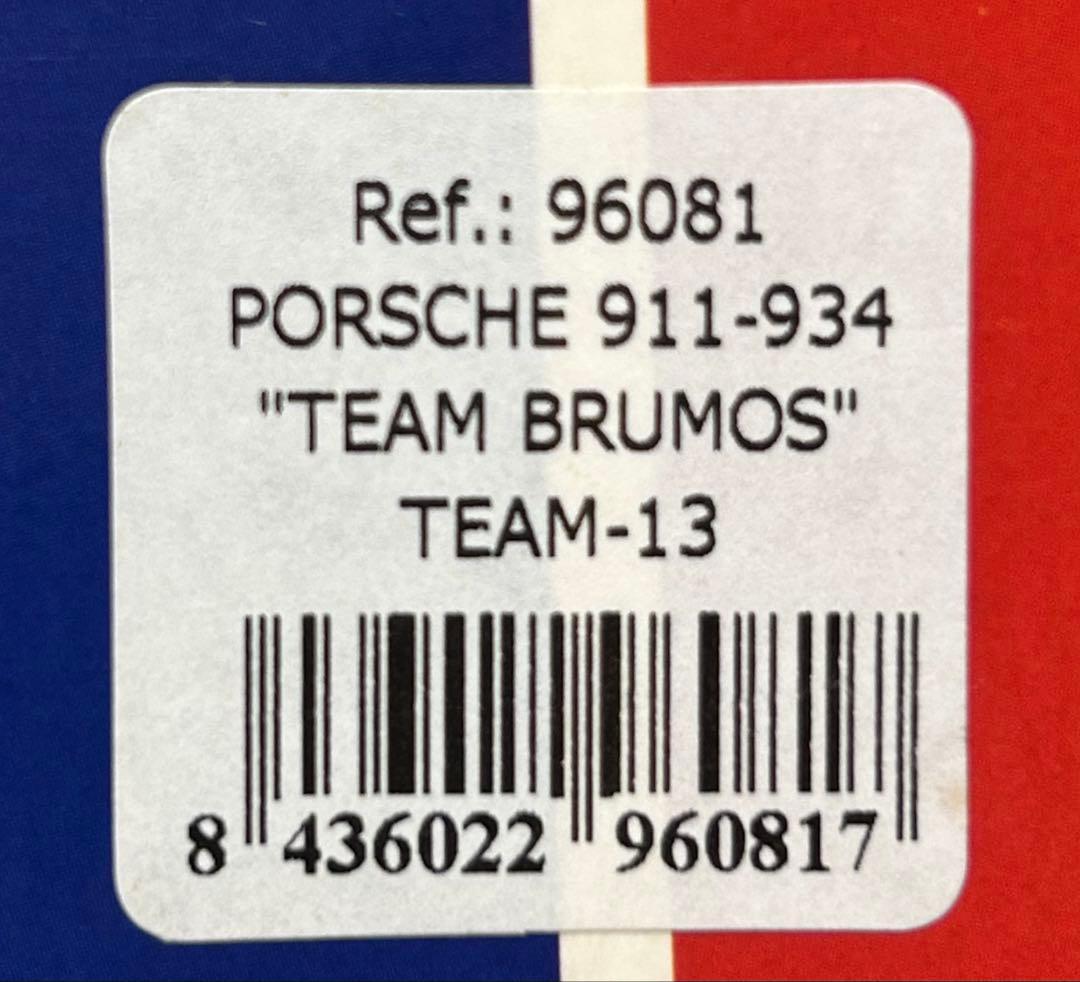 Ref.: 96081
PORSCHE 911-934
"TEAM BRUMOS"
TEAM-13
8 436022 960817